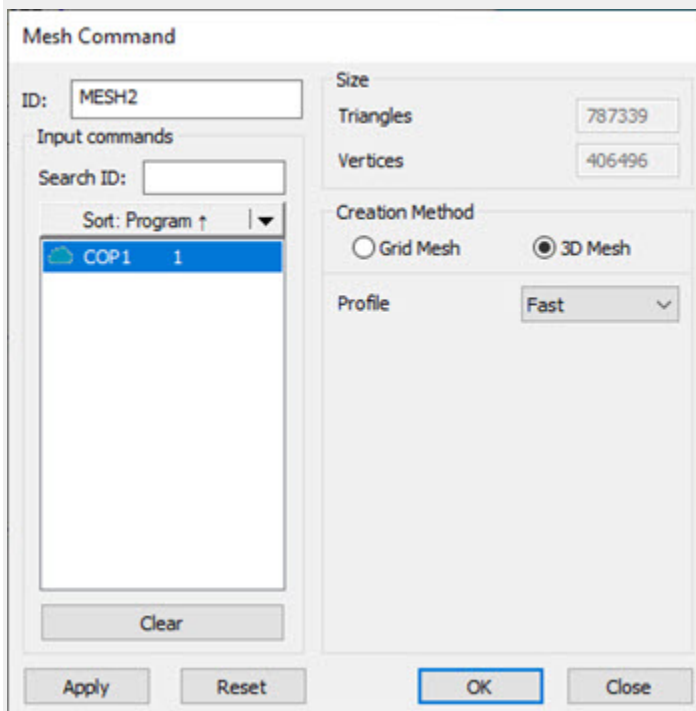 Mesh Command
ID: MESH2
Input commands
Search ID:
Sort: Program ↑
COP1 1
Clear
Size
Triangles 787339
Vertices 406496
Creation Method
Grid Mesh 3D Mesh
Profile Fast
Apply Reset OK Close